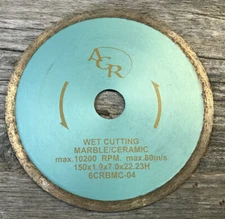 ACR
WET CUTTING
MARBLE/CERAMIC
max.10200 RPM. max.80m/s
150x1.9x7.0x22.23H
6CRBMC-04